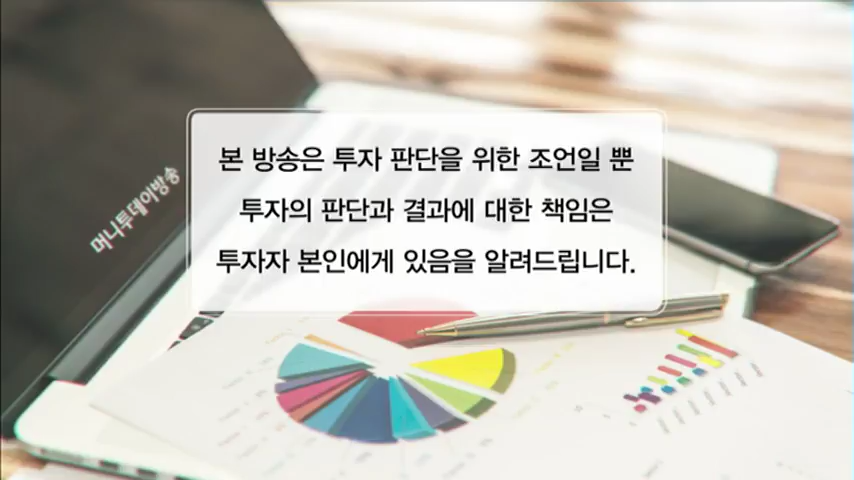 본 방송은 투자 판단을 위한 조언일 뿐
투자의 판단과 결과에 대한 책임은
투자자 본인에게 있음을 알려드립니다.
머니투데이방송